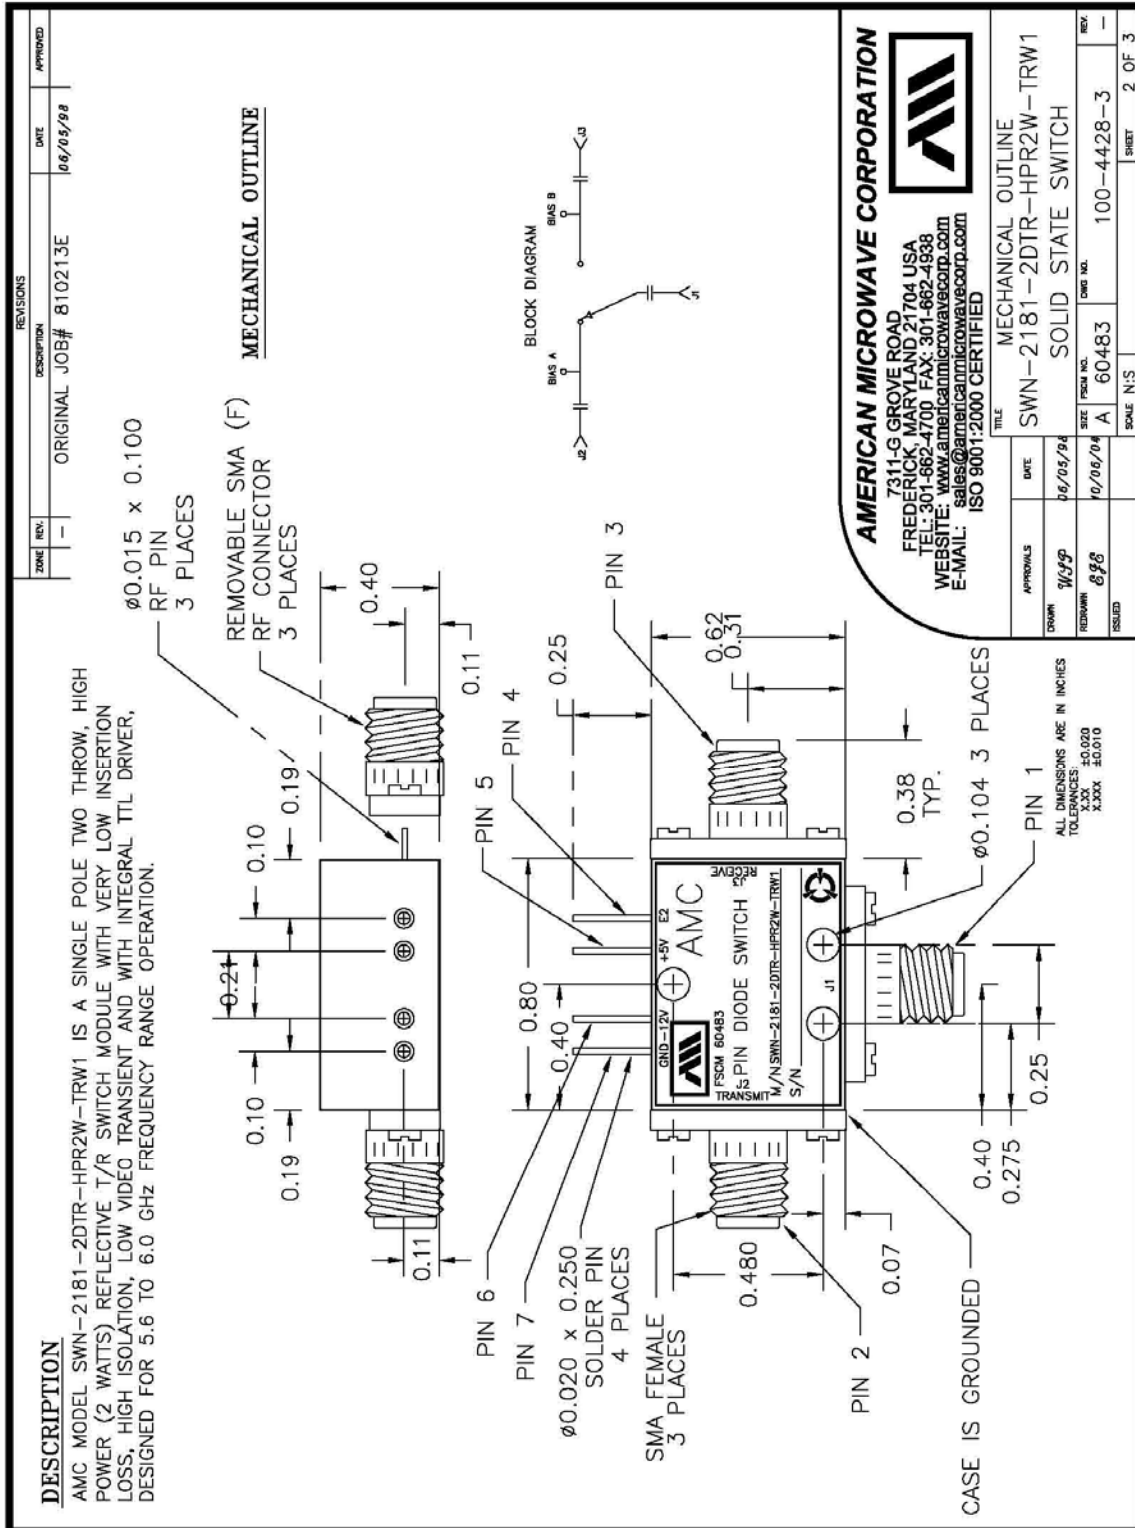 DESCRIPTION
AMC MODEL SWN-2181-2DTR-HPR2W-TRW1 IS A SINGLE POLE TWO THROW, HIGH
POWER (2 WATTS) REFLECTIVE T/R SWITCH MODULE WITH VERY LOW INSERTION
LOSS, HIGH ISOLATION, LOW VIDEO TRANSIENT AND WITH INTEGRAL TTL DRIVER,
DESIGNED FOR 5.6 TO 6.0 GHz FREQUENCY RANGE OPERATION.
REVISIONS
ZONE REV. DESCRIPTION DATE APPROVED
– ORIGINAL JOB# 810213E 06/05/98
MECHANICAL OUTLINE
ø0.015 x 0.100
RF PIN
3 PLACES
REMOVABLE SMA (F)
RF CONNECTOR
3 PLACES
0.19
0.10
0.21
0.10
0.19
0.40
0.11
0.11
BLOCK DIAGRAM
BIAS A
BIAS B
J2
J3
J1
PIN 6
PIN 7
ø0.020 x 0.250
SOLDER PIN
4 PLACES
SMA FEMALE
3 PLACES
PIN 2
CASE IS GROUNDED
PIN 5
PIN 4
PIN 3
0.25
0.80
0.40
0.62
0.31
0.480
0.07
0.38
TYP.
ø0.104 3 PLACES
PIN 1
0.40
0.275
0.25
GND -12V +5V E2
AMC
FSCM 60483
PIN DIODE SWITCH
J2
TRANSMIT
J3
RECEIVE
M/N SWN-2181-2DTR-HPR2W-TRW1
S/N
J1
ALL DIMENSIONS ARE IN INCHES
TOLERANCES:
X.XX ±0.020
X.XXX ±0.010
AMERICAN MICROWAVE CORPORATION
7311-G GROVE ROAD
FREDERICK, MARYLAND 21704 USA
TEL: 301-662-4700 FAX: 301-662-4938
WEBSITE: www.americanmicrowavecorp.com
E-MAIL: sales@americanmicrowavecorp.com
ISO 9001:2000 CERTIFIED
APPROVALS DATE
DRAWN 06/05/98
REDRAWN 10/06/04
ISSUED
TITLE
MECHANICAL OUTLINE
SWN-2181-2DTR-HPR2W-TRW1
SOLID STATE SWITCH
SIZE A
FSCM NO. 60483
DWG NO. 100-4428-3
REV. –
SCALE N:S
SHEET 2 OF 3